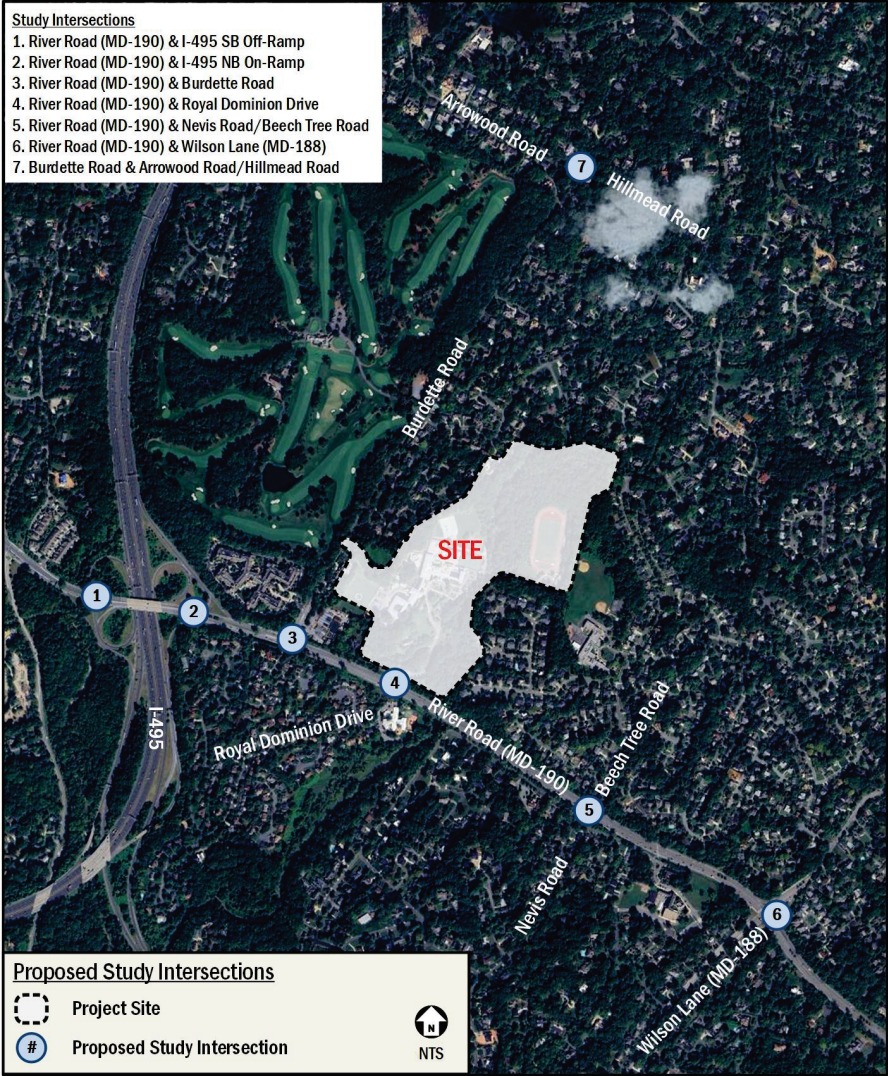 Study Intersections
1. River Road (MD-190) & I-495 SB Off-Ramp
2. River Road (MD-190) & I-495 NB On-Ramp
3. River Road (MD-190) & Burdette Road
4. River Road (MD-190) & Royal Dominion Drive
5. River Road (MD-190) & Nevis Road/Beech Tree Road
6. River Road (MD-190) & Wilson Lane (MD-188)
7. Burdette Road & Arrowood Road/Hillmead Road
Arrowood Road
7
Hillmead Road
Burdette Road
SITE
1
2
3
4
I-495
Royal Dominion Drive
River Road (MD-190)
Beech Tree Road
5
Nevis Road
6
Wilson Lane (MD-188)
Proposed Study Intersections
Project Site
# Proposed Study Intersection
N
NTS